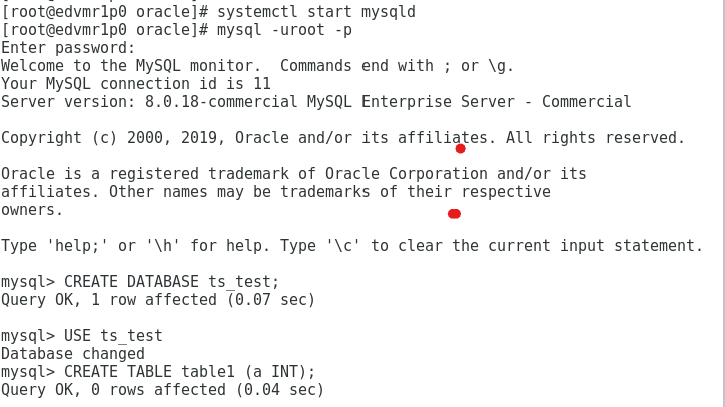 [root@edvmr1p0 oracle]# systemctl start mysqld
[root@edvmr1p0 oracle]# mysql -uroot -p
Enter password:
Welcome to the MySQL monitor.  Commands end with ; or \g.
Your MySQL connection id is 11
Server version: 8.0.18-commercial MySQL Enterprise Server - Commercial
Copyright (c) 2000, 2019, Oracle and/or its affiliates. All rights reserved.
Oracle is a registered trademark of Oracle Corporation and/or its
affiliates. Other names may be trademarks of their respective
owners.
Type 'help;' or '\h' for help. Type '\c' to clear the current input statement.
mysql> CREATE DATABASE ts_test;
Query OK, 1 row affected (0.07 sec)
mysql> USE ts_test
Database changed
mysql> CREATE TABLE table1 (a INT);
Query OK, 0 rows affected (0.04 sec)